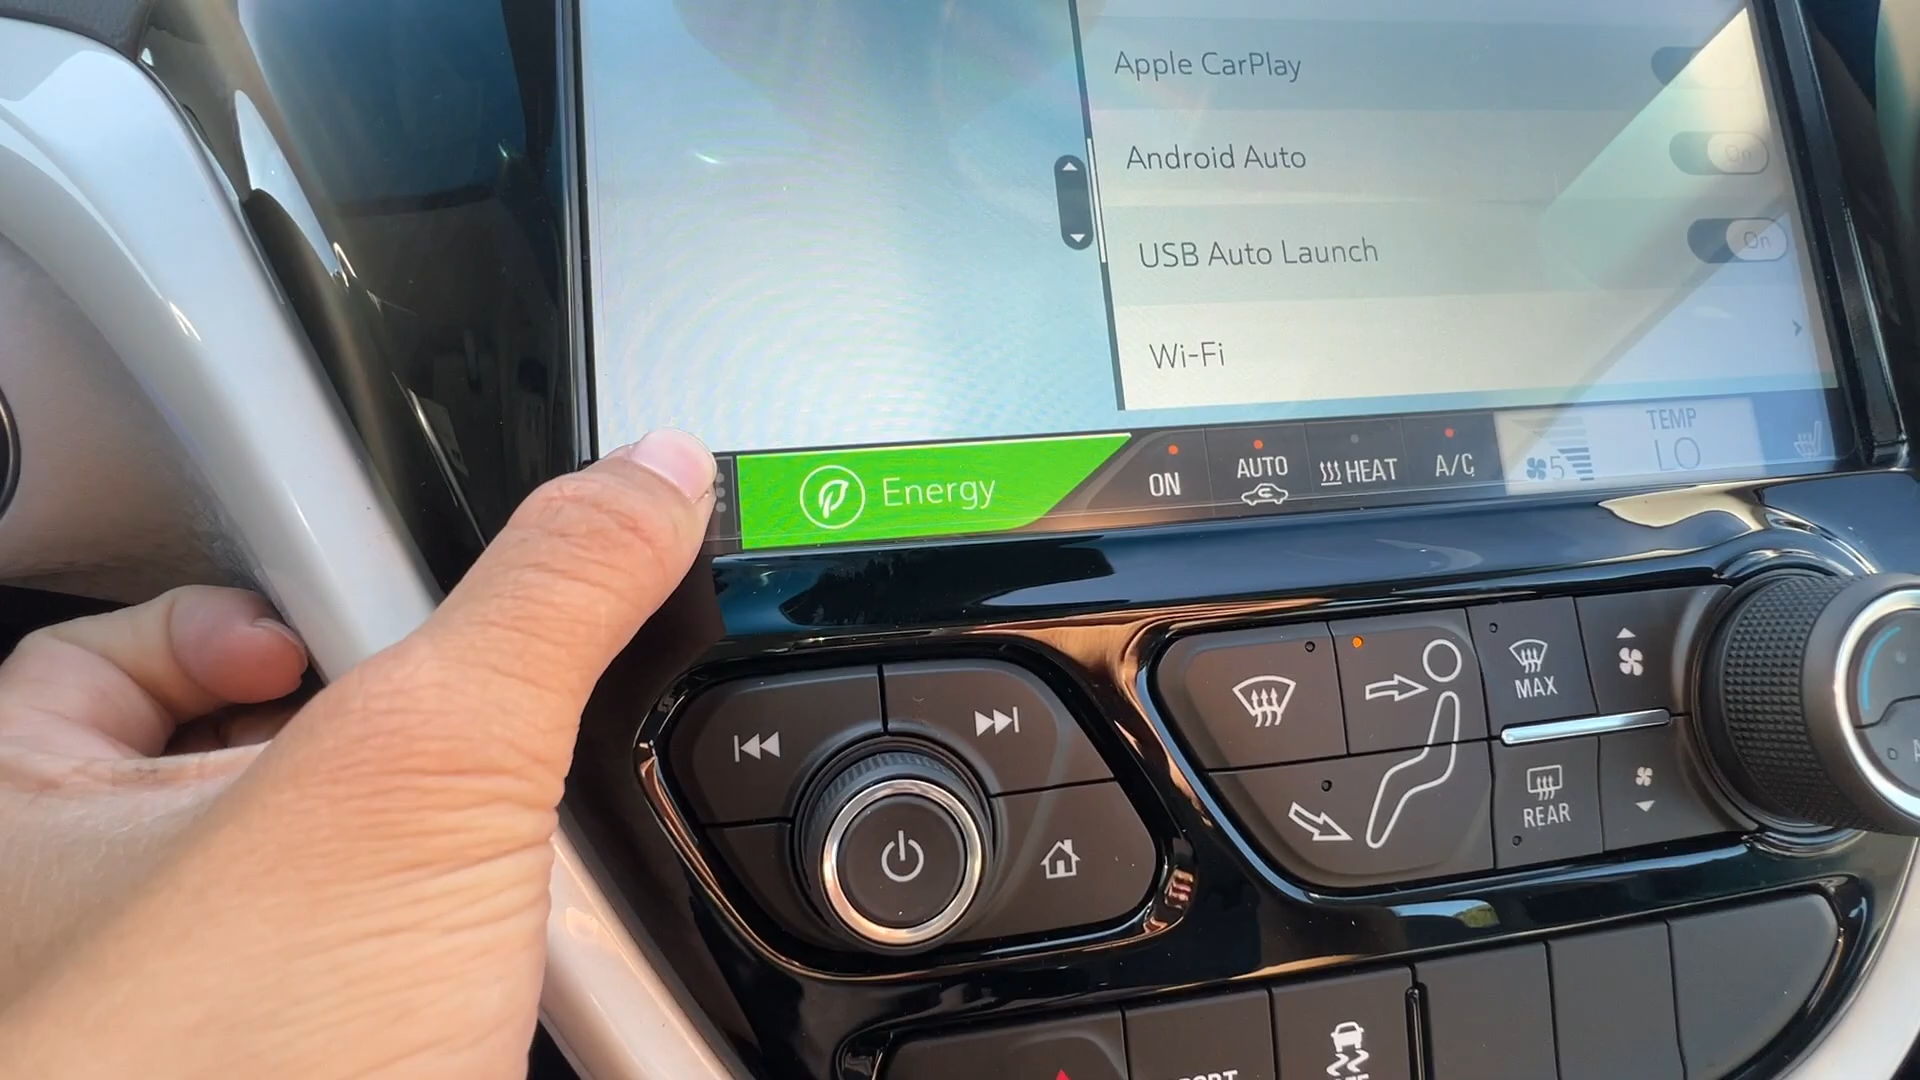 Apple CarPlay
Android Auto
On
USB Auto Launch
On
Wi-Fi
Energy
ON
AUTO
HEAT
A/C
5
TEMP
LO
MAX
REAR